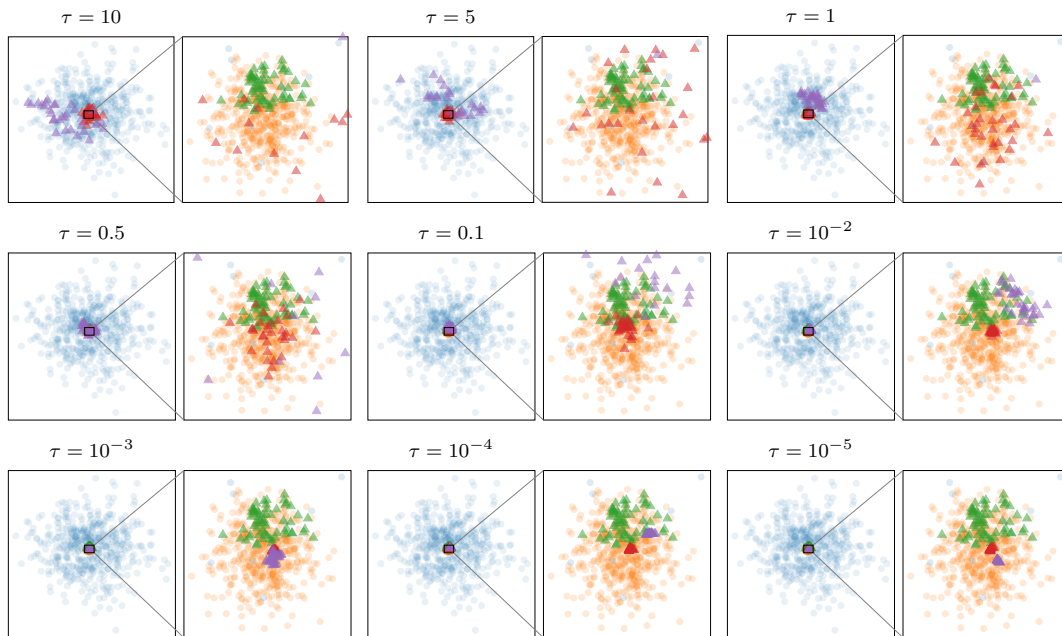 τ = 10
τ = 5
τ = 1
τ = 0.5
τ = 0.1
τ = 10⁻²
τ = 10⁻³
τ = 10⁻⁴
τ = 10⁻⁵